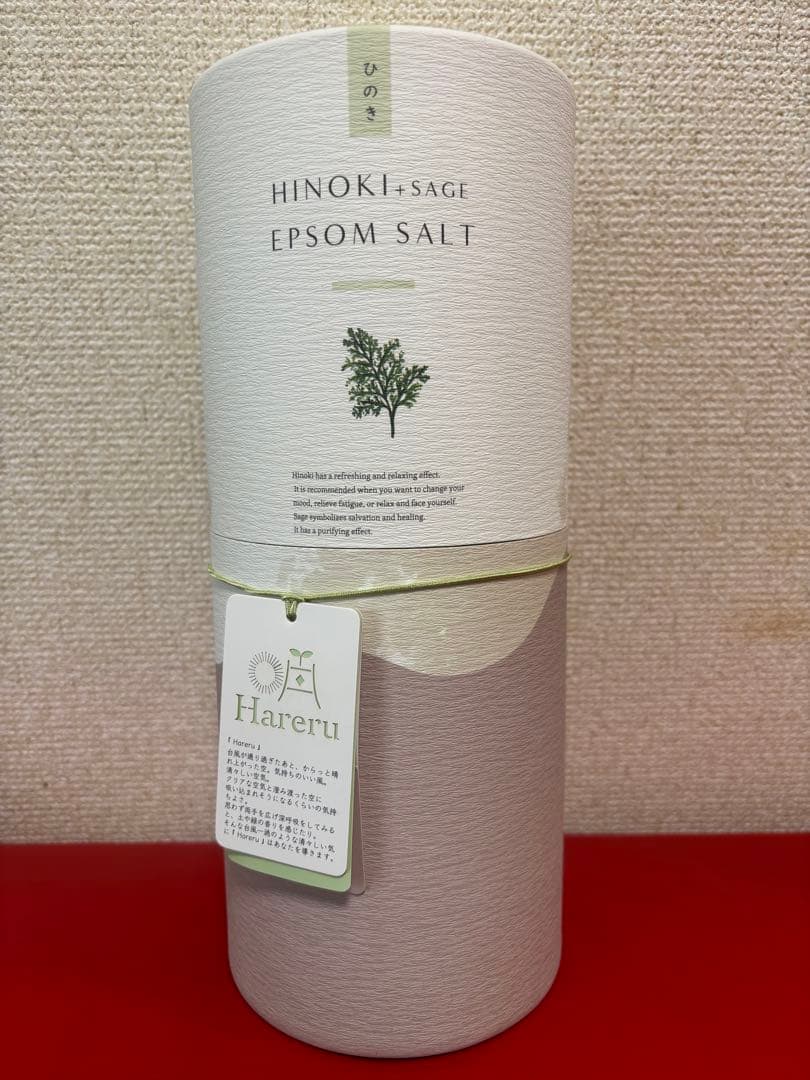 ひのき
HINOKI+SAGE
EPSOM SALT
Hinoki has a refreshing and relaxing effect.
It is recommended when you want to change your
mood, relieve fatigue, or relax and face yourself.
Sage symbolizes salvation and healing.
It has a purifying effect.
Hareru
『 Hareru 』
台風が通り過ぎたあと、からっと晴
れ上がった空。気持ちのいい風。
清々しい空気。
クリアな空気と澄み渡った空に
吸い込まれそうになるくらいの気持
ちよさ。
思わず両手を広げ深呼吸をしてみる
と、土や緑の香りを感じたり。
そんな台風一過のような清々しい気
に『 Hareru 』はあなたを導きます。